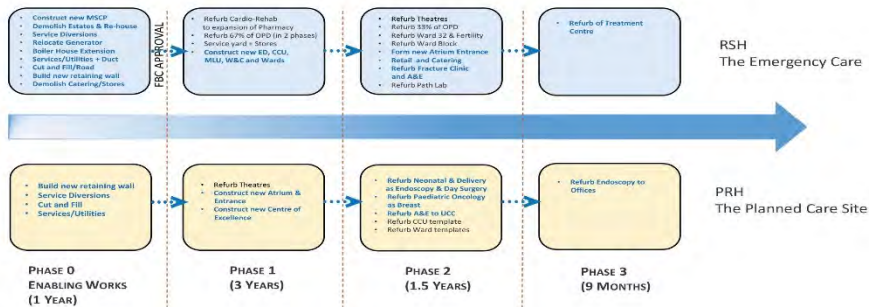 Construct new MSCP
Demolish Estates & Re-house
Service Diversions
Relocate Generator
Boiler House Extension
Services/Utilities + Duct
Cut and Fill/Road
Build new retaining wall
Demolish Catering/Stores
FBC APPROVAL
Refurb Cardio-Rehab
to expansion of Pharmacy
Refurb 67% of OPD (in 2 phases)
Service yard + Stores
Construct new ED, CCU,
MLU, W&C and Wards
Refurb Theatres
Refurb 33% of OPD
Refurb Ward 32 & Fertility
Refurb Ward Block
Form new Atrium Entrance
Retail and Catering
Refurb Fracture Clinic
and A&E
Refurb Path Lab
Refurb of Treatment
Centre
RSH
The Emergency Care
Build new retaining wall
Service Diversions
Cut and Fill
Services/Utilities
Refurb Theatres
Construct new Atrium &
Entrance
Construct new Centre of
Excellence
Refurb Neonatal & Delivery
as Endoscopy & Day Surgery
Refurb Paediatric Oncology
as Breast
Refurb A&E to UCC
Refurb CCU template
Refurb Ward templates
Refurb Endoscopy to
Offices
PRH
The Planned Care Site
PHASE 0
ENABLING WORKS
(1 YEAR)
PHASE 1
(3 YEARS)
PHASE 2
(1.5 YEARS)
PHASE 3
(9 MONTHS)